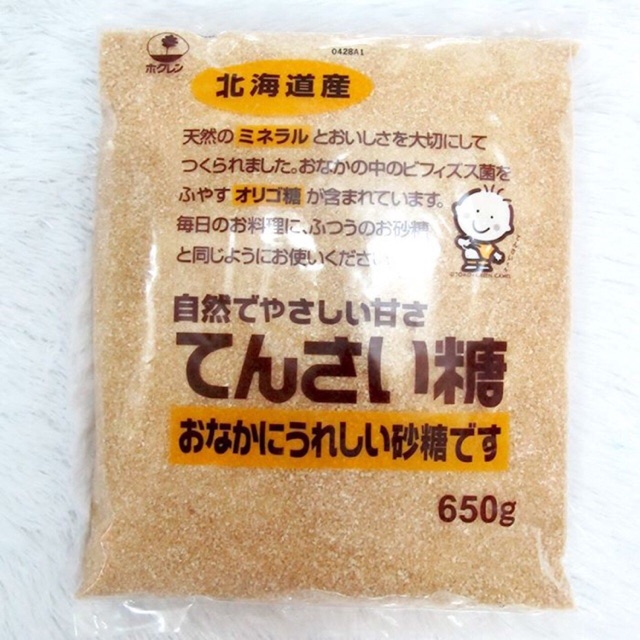 0428A1
ホクレン
北海道産
天然の ミネラル とおいしさを大切にして
つくられました。おなかの中のビフィズス菌を
ふやす オリゴ糖 が含まれています。
毎日のお料理に、ふつうのお砂糖
と同じようにお使いください
自然でやさしい甘さ
てんさい糖
おなかにうれしい砂糖です
650g